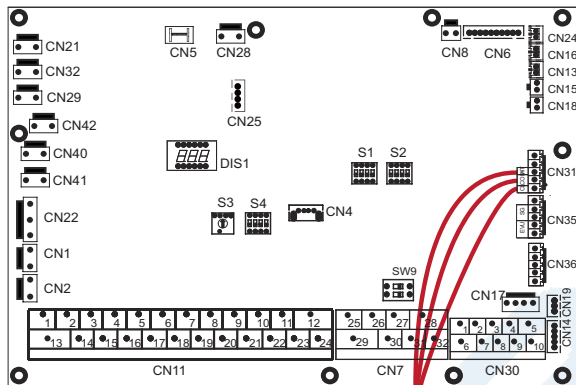 CN21
CN5
CN28
CN8
CN6
CN24
CN16
CN32
CN13
CN29
CN15
CN18
CN25
CN42
CN40
DIS1
S1
S2
CN41
CN31
S3
S4
CN4
CN22
SG
EVU
CN35
CN1
CN36
SW9
CN2
CN17
CN19
CN14
1 2 3 4 5 6 7 8 9 10 11 12
25 26 27 28
1 2 3 4 5
13 14 15 16 17 18 19 20 21 22 23 24
29 30 31 32
6 7 8 9 10
CN11
CN7
CN30